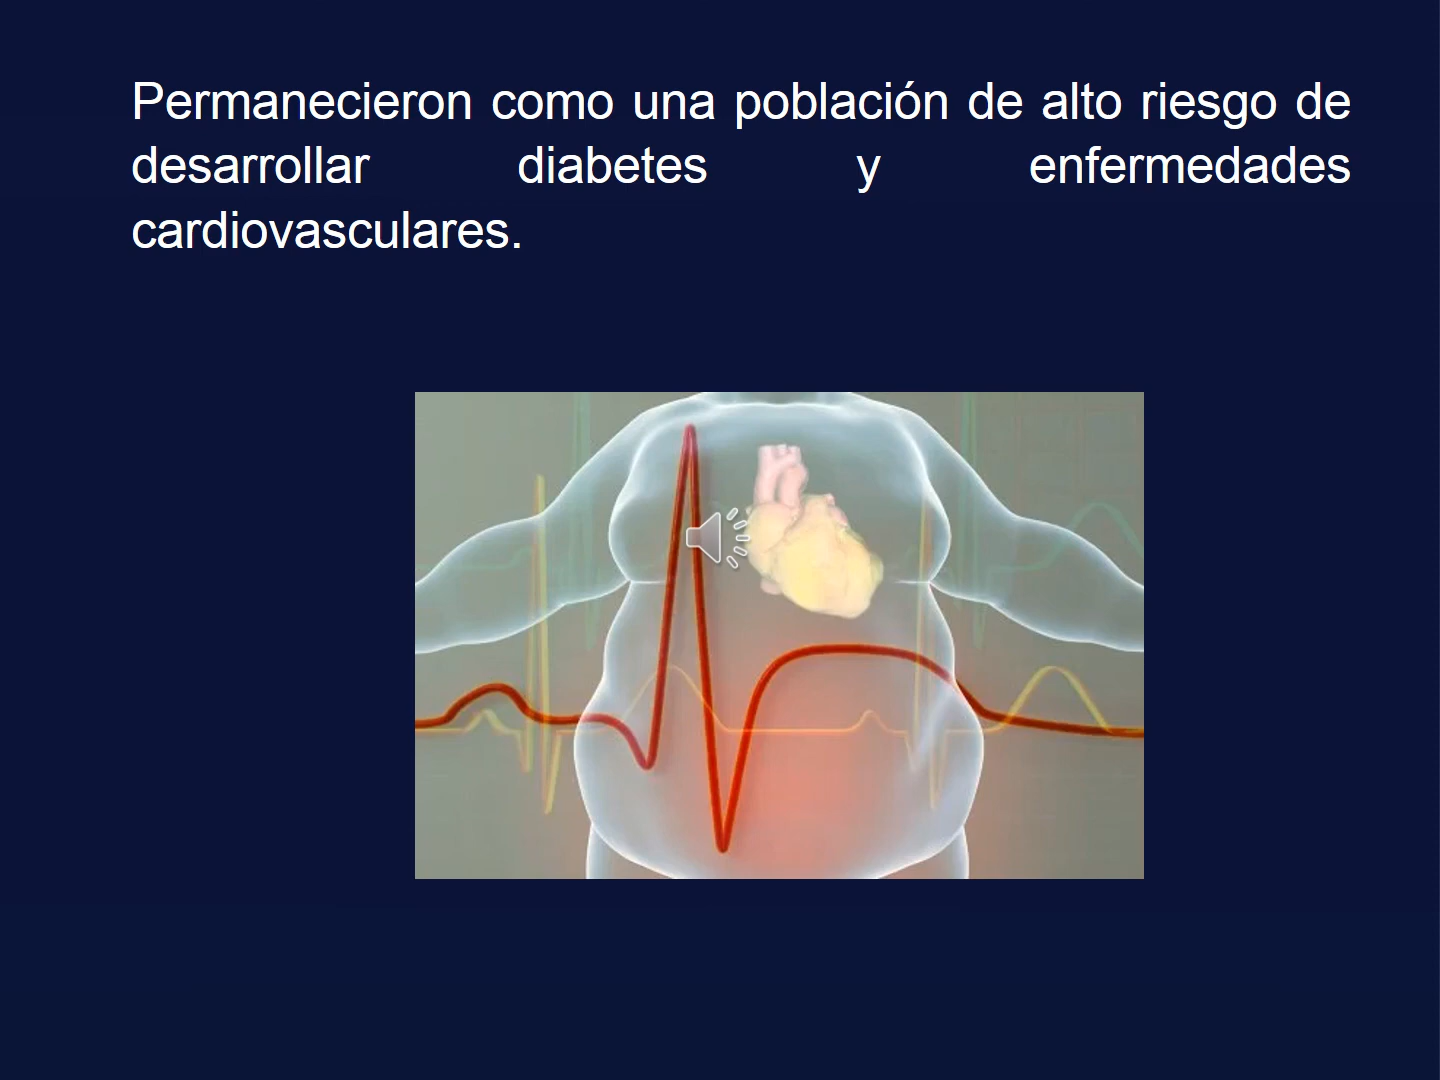 Permanecieron como una población de alto riesgo de
desarrollar diabetes y enfermedades
cardiovasculares.